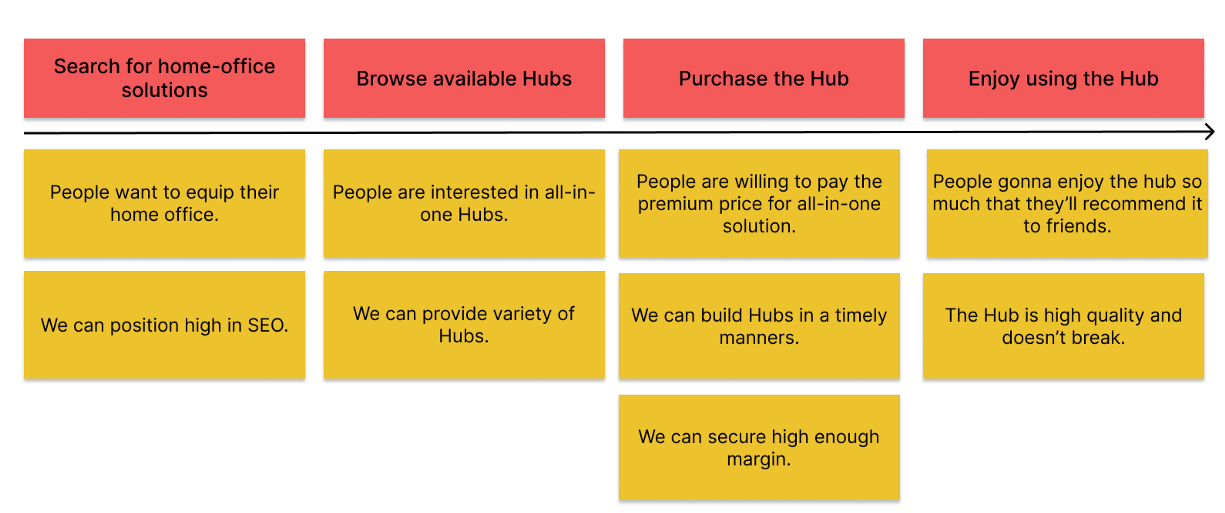 Search for home-office
solutions
Browse available Hubs
Purchase the Hub
Enjoy using the Hub
People want to equip their
home office.
People are interested in all-in-
one Hubs.
People are willing to pay the
premium price for all-in-one
solution.
People gonna enjoy the hub so
much that they’ll recommend it
to friends.
We can position high in SEO.
We can provide variety of
Hubs.
We can build Hubs in a timely
manners.
The Hub is high quality and
doesn’t break.
We can secure high enough
margin.